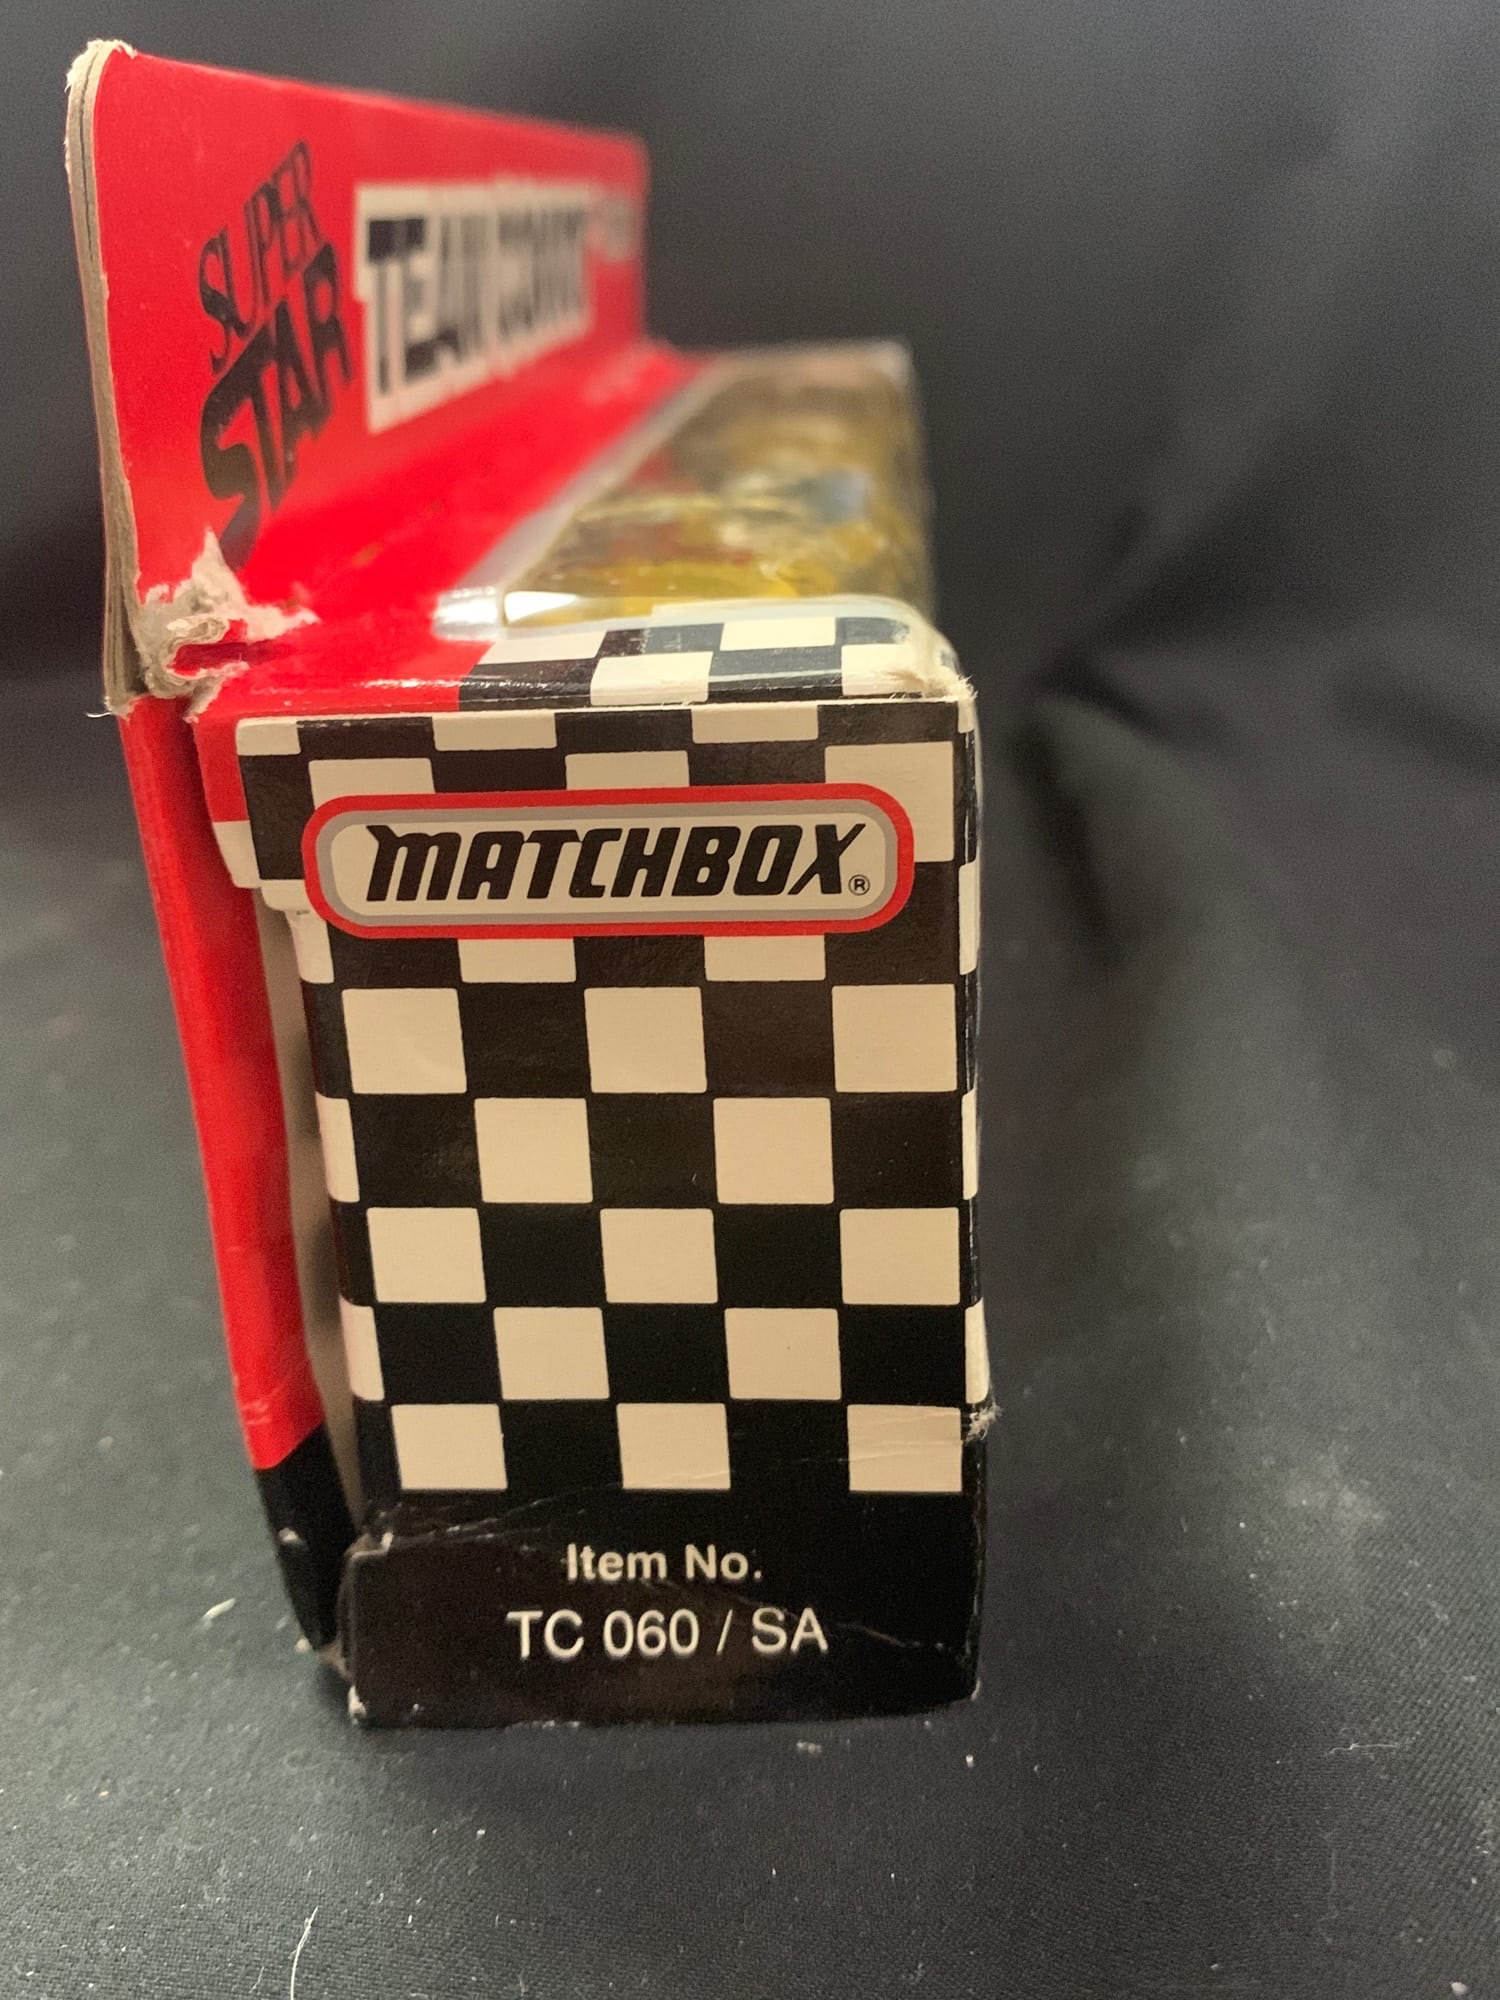 SUPER
STAR
TEAM CONVOY
MATCHBOX®
Item No.
TC 060 / SA